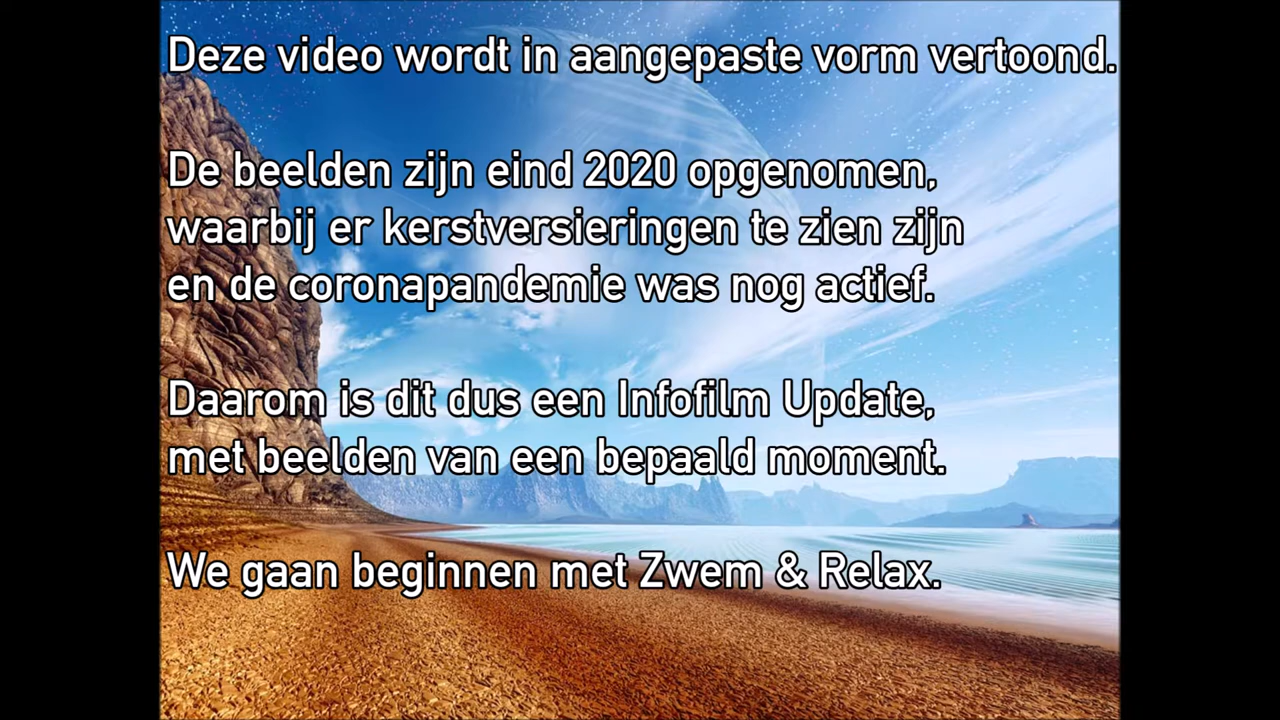 Deze video wordt in aangepaste vorm vertoond.
De beelden zijn eind 2020 opgenomen,
waarbij er kerstversieringen te zien zijn
en de coronapandemie was nog actief.
Daarom is dit dus een Infofilm Update,
met beelden van een bepaald moment.
We gaan beginnen met Zwem & Relax.